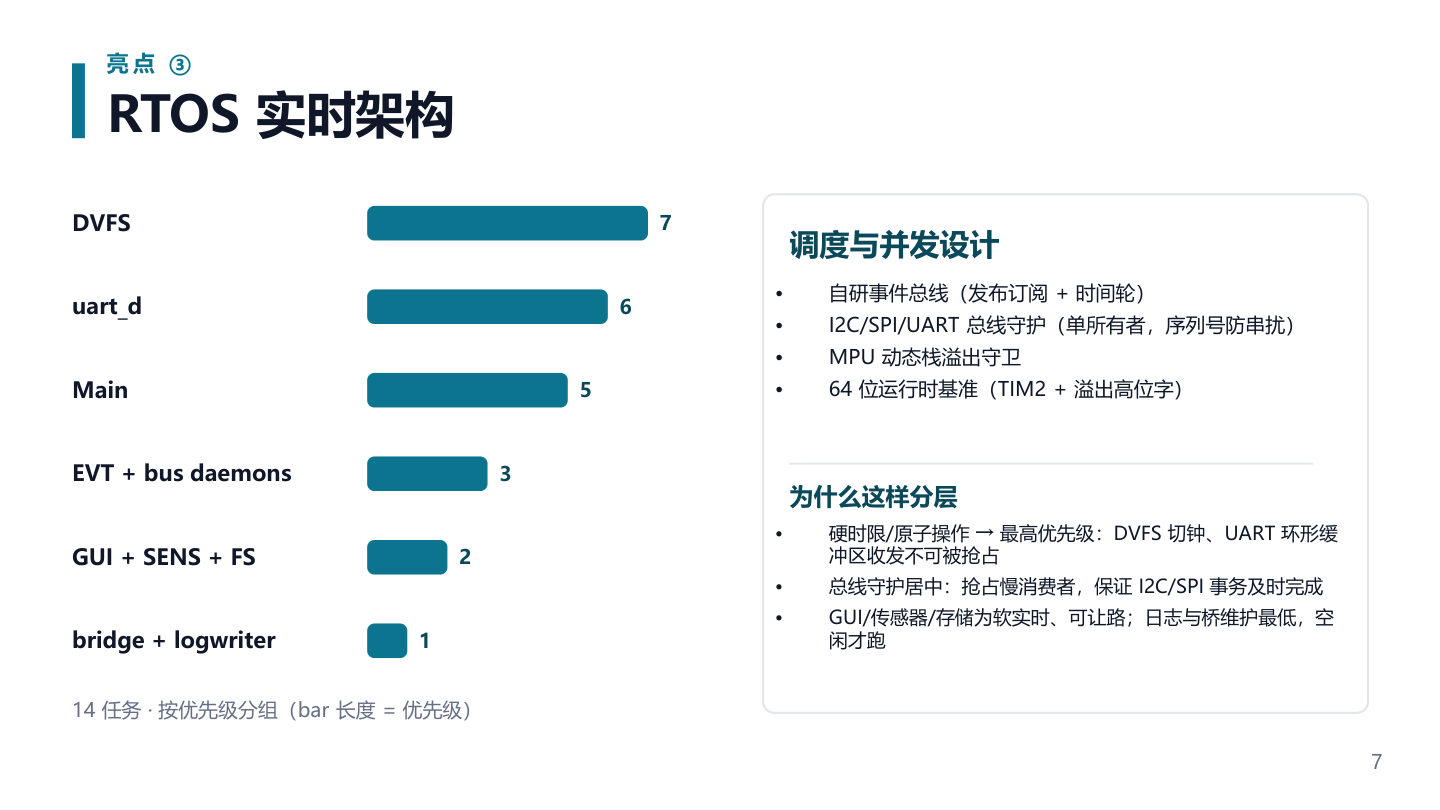 亮点 ③
RTOS 实时架构
DVFS 7
uart_d 6
Main 5
EVT + bus daemons 3
GUI + SENS + FS 2
bridge + logwriter 1
14 任务 · 按优先级分组（bar 长度 = 优先级）
调度与并发设计
• 自研事件总线（发布订阅 + 时间轮）
• I2C/SPI/UART 总线守护（单所有者，序列号防串扰）
• MPU 动态栈溢出守卫
• 64 位运行时基准（TIM2 + 溢出高位字）
为什么这样分层
• 硬时限/原子操作 → 最高优先级：DVFS 切钟、UART 环形缓
冲区收发不可被抢占
• 总线守护居中：抢占慢消费者，保证 I2C/SPI 事务及时完成
• GUI/传感器/存储为软实时、可让路；日志与桥维护最低，空
闲才跑
7